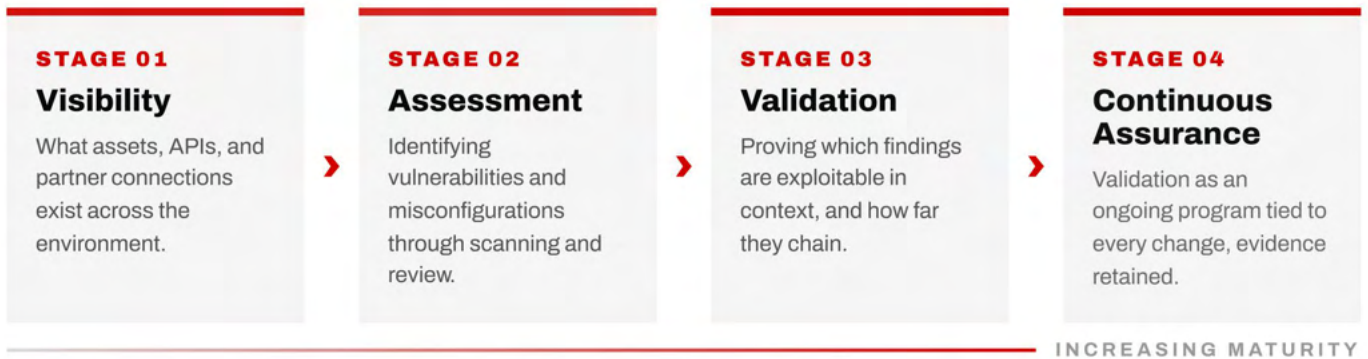 STAGE 01
Visibility
What assets, APIs, and
partner connections
exist across the
environment.
STAGE 02
Assessment
Identifying
vulnerabilities and
misconfigurations
through scanning and
review.
STAGE 03
Validation
Proving which findings
are exploitable in
context, and how far
they chain.
STAGE 04
Continuous
Assurance
Validation as an
ongoing program tied to
every change, evidence
retained.
INCREASING MATURITY